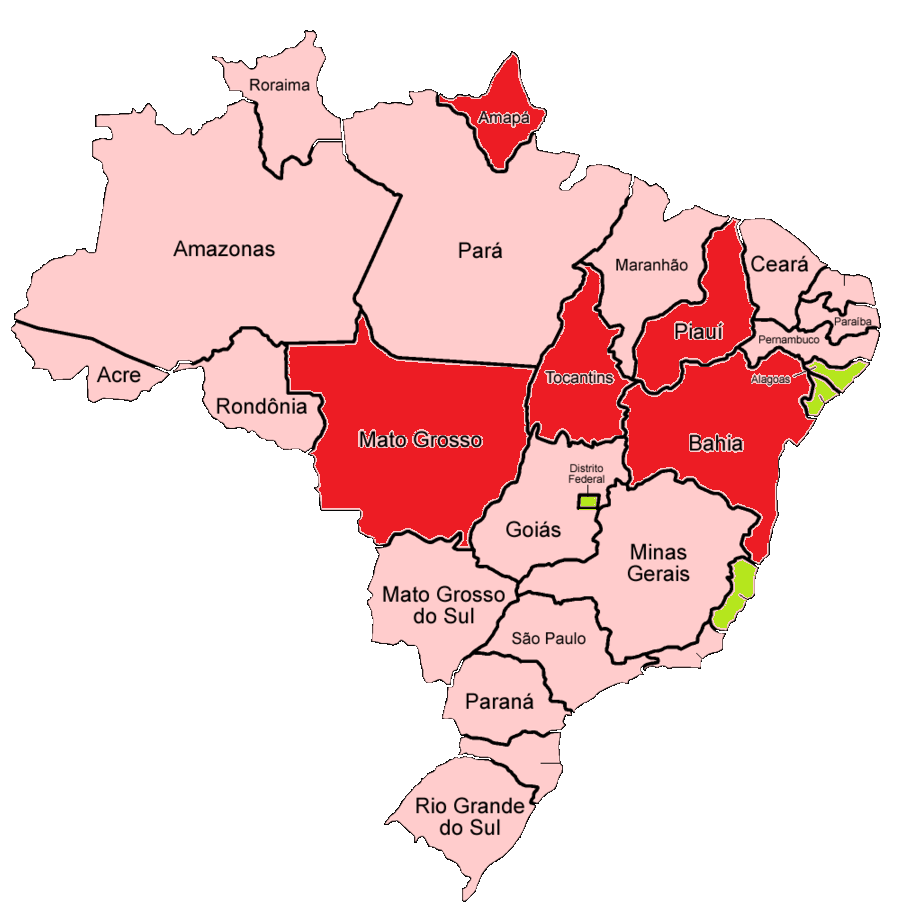 Roraima
Amapá
Amazonas
Pará
Maranhão
Ceará
Piauí
Paraíba
Pernambuco
Acre
Rondônia
Tocantins
Alagoas
Mato Grosso
Bahia
Distrito
Federal
Goiás
Minas
Gerais
Mato Grosso
do Sul
São Paulo
Paraná
Rio Grande
do Sul